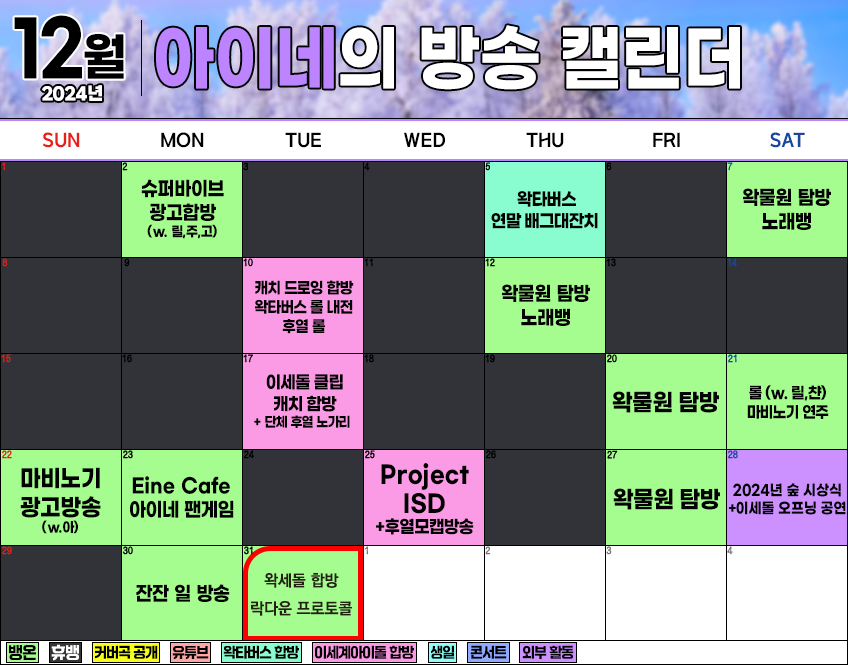 12월
2024년
아이네의 방송 캘린더
SUN MON TUE WED THU FRI SAT
1 2 3 4 5 6 7
슈퍼바이브
광고합방
(w. 릴,주,고)
왁타버스
연말 배그대잔치
왁물원 탐방
노래뱅
8 9 10 11 12 13 14
캐치 드로잉 합방
왁타버스 롤 내전
후열 롤
왁물원 탐방
노래뱅
15 16 17 18 19 20 21
이세돌 클립
캐치 합방
+ 단체 후열 노가리
왁물원 탐방
롤 (w. 릴,챤)
마비노기 연주
22 23 24 25 26 27 28
마비노기
광고방송
(w.아)
Eine Cafe
아이네 팬게임
Project
ISD
+후열모캡방송
왁물원 탐방
2024년 숲 시상식
+이세돌 오프닝 공연
29 30 31 1 2 3 4
잔잔 일 방송
왁세돌 합방
락다운 프로토콜
뱅온 휴뱅 커버곡 공개 유튜브 왁타버스 합방 이세계아이돌 합방 생일 콘서트 외부 활동